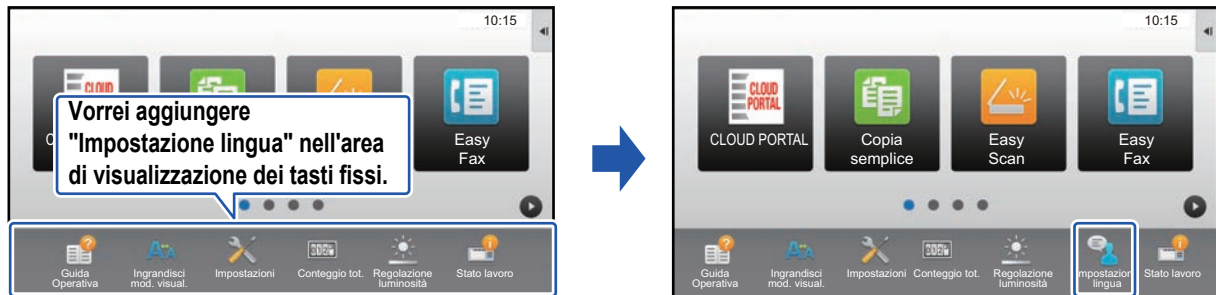 10:15
CLOUD
Vorrei aggiungere
"Impostazione lingua" nell'area
di visualizzazione dei tasti fissi.
Easy
Fax
Guida
Operativa
Ingrandisci
mod. visual.
Impostazioni
Conteggio tot.
Regolazione
luminosità
Stato lavoro
10:15
CLOUD
PORTAL
CLOUD PORTAL
Copia
semplice
Easy
Scan
Easy
Fax
Guida
Operativa
Ingrandisci
mod. visual.
Impostazioni
Conteggio tot.
Regolazione
luminosità
mpostazion
lingua
Stato lavoro